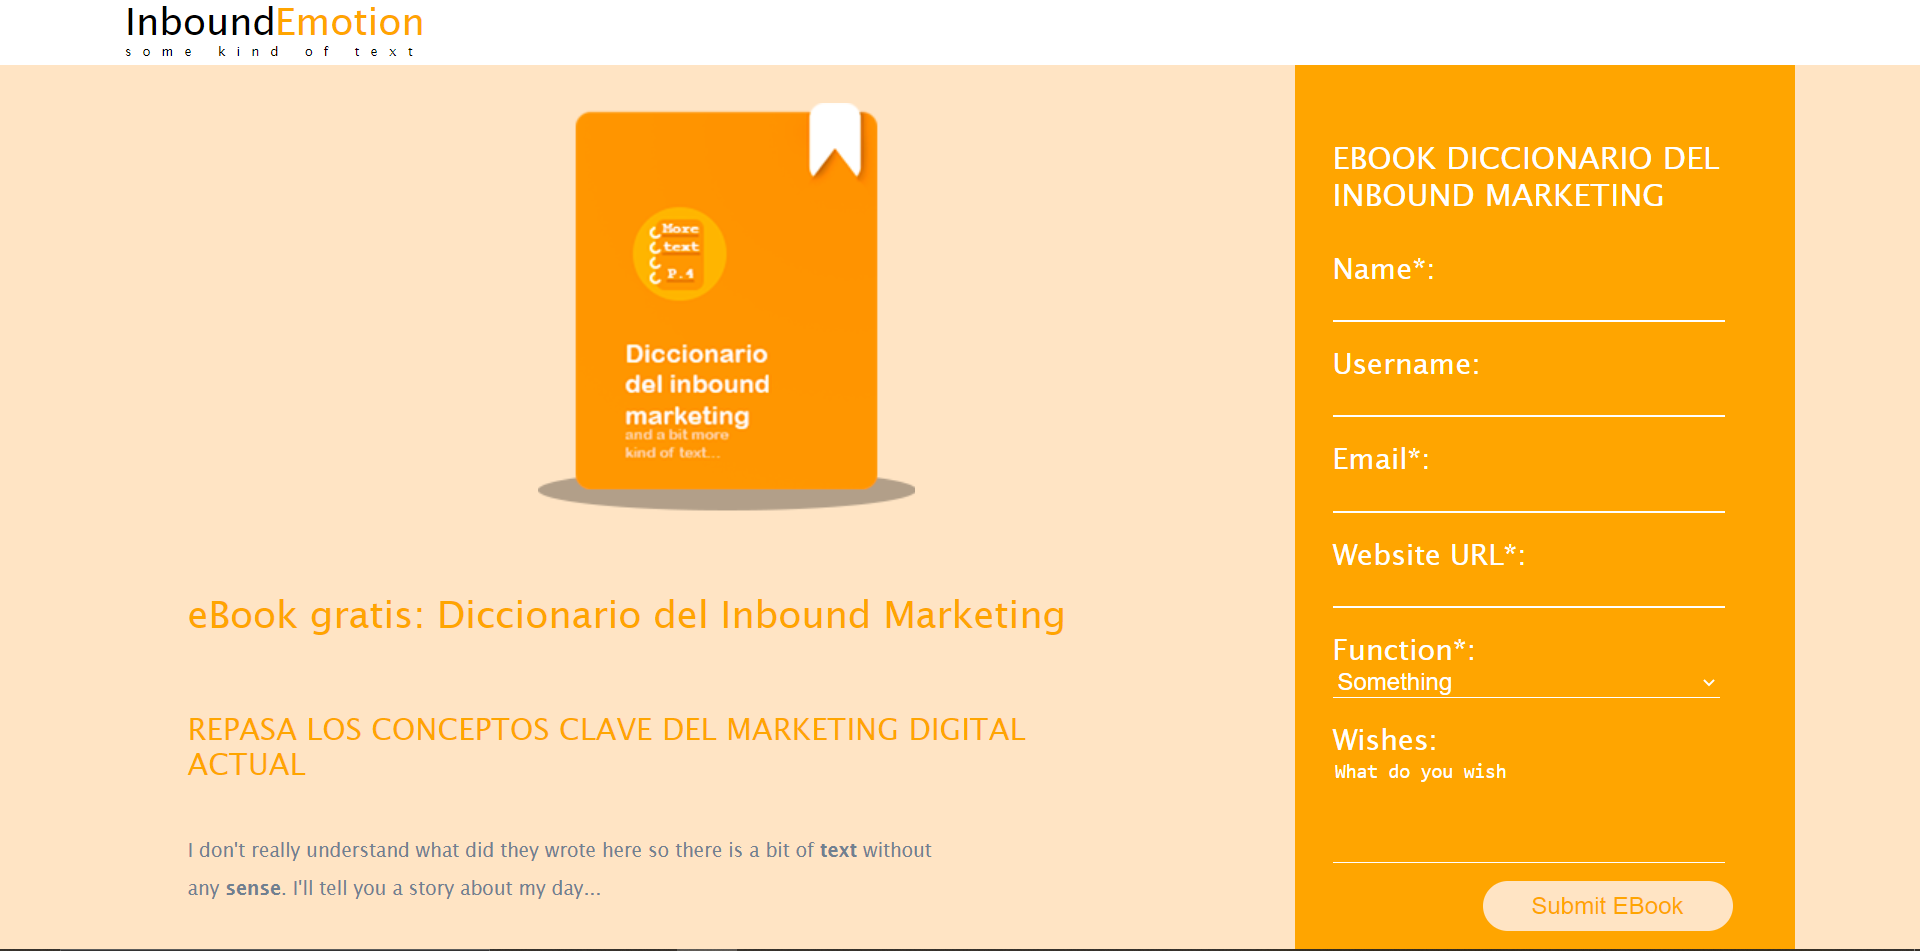 InboundEmotion
some kind of text
More
text
P.4
Diccionario
del inbound
marketing
and a bit more
kind of text...
eBook gratis: Diccionario del Inbound Marketing
REPASA LOS CONCEPTOS CLAVE DEL MARKETING DIGITAL
ACTUAL
I don't really understand what did they wrote here so there is a bit of text without
any sense. I'll tell you a story about my day...
EBOOK DICCIONARIO DEL
INBOUND MARKETING
Name*:
Username:
Email*:
Website URL*:
Function*:
Something
Wishes:
What do you wish
Submit EBook